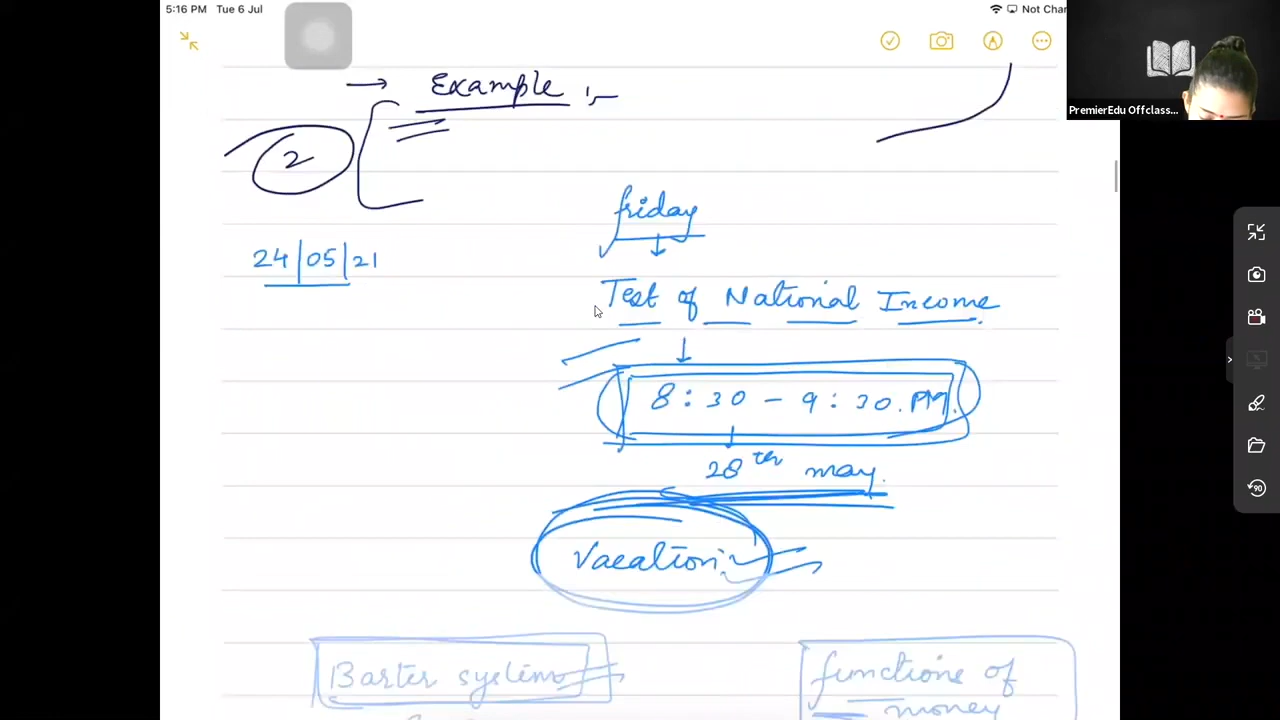 5:16 PM Tue 6 Jul
Not Char
PremierEdu Offclass...
→ Example :-
2
friday
24/05/21
Test of National Income
8:30 - 9:30.PM.
28th may.
Vacation:
90
Barter system
functions of
money